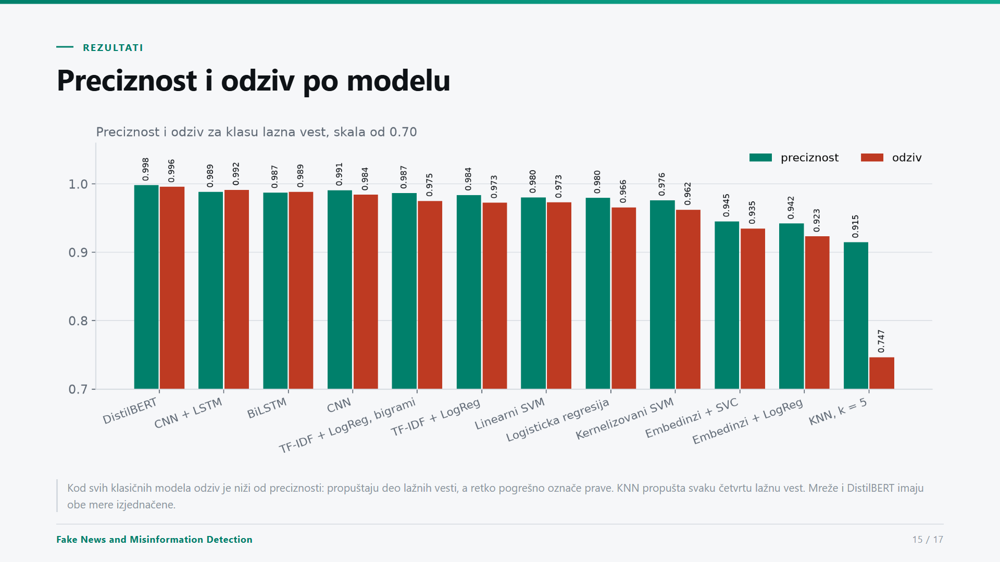 REZULTATI
Preciznost i odziv po modelu
Preciznost i odziv za klasu lazna vest, skala od 0.70
preciznost
odziv
0.998
0.996
0.989
0.992
0.987
0.989
0.991
0.984
0.987
0.975
0.984
0.973
0.980
0.973
0.980
0.966
0.976
0.962
0.945
0.935
0.942
0.923
0.915
0.747
1.0
0.9
0.8
0.7
DistilBERT
CNN + LSTM
BiLSTM
CNN
TF-IDF + LogReg, bigrami
TF-IDF + LogReg
Linearni SVM
Logisticka regresija
Kernelizovani SVM
Embedinzi + SVC
Embedinzi + LogReg
KNN, k = 5
Kod svih klasičnih modela odziv je niži od preciznosti: propuštaju deo lažnih vesti, a retko pogrešno označe prave. KNN propušta svaku četvrtu lažnu vest. Mreže i DistilBERT imaju
obe mere izjednačene.
Fake News and Misinformation Detection
15 / 17